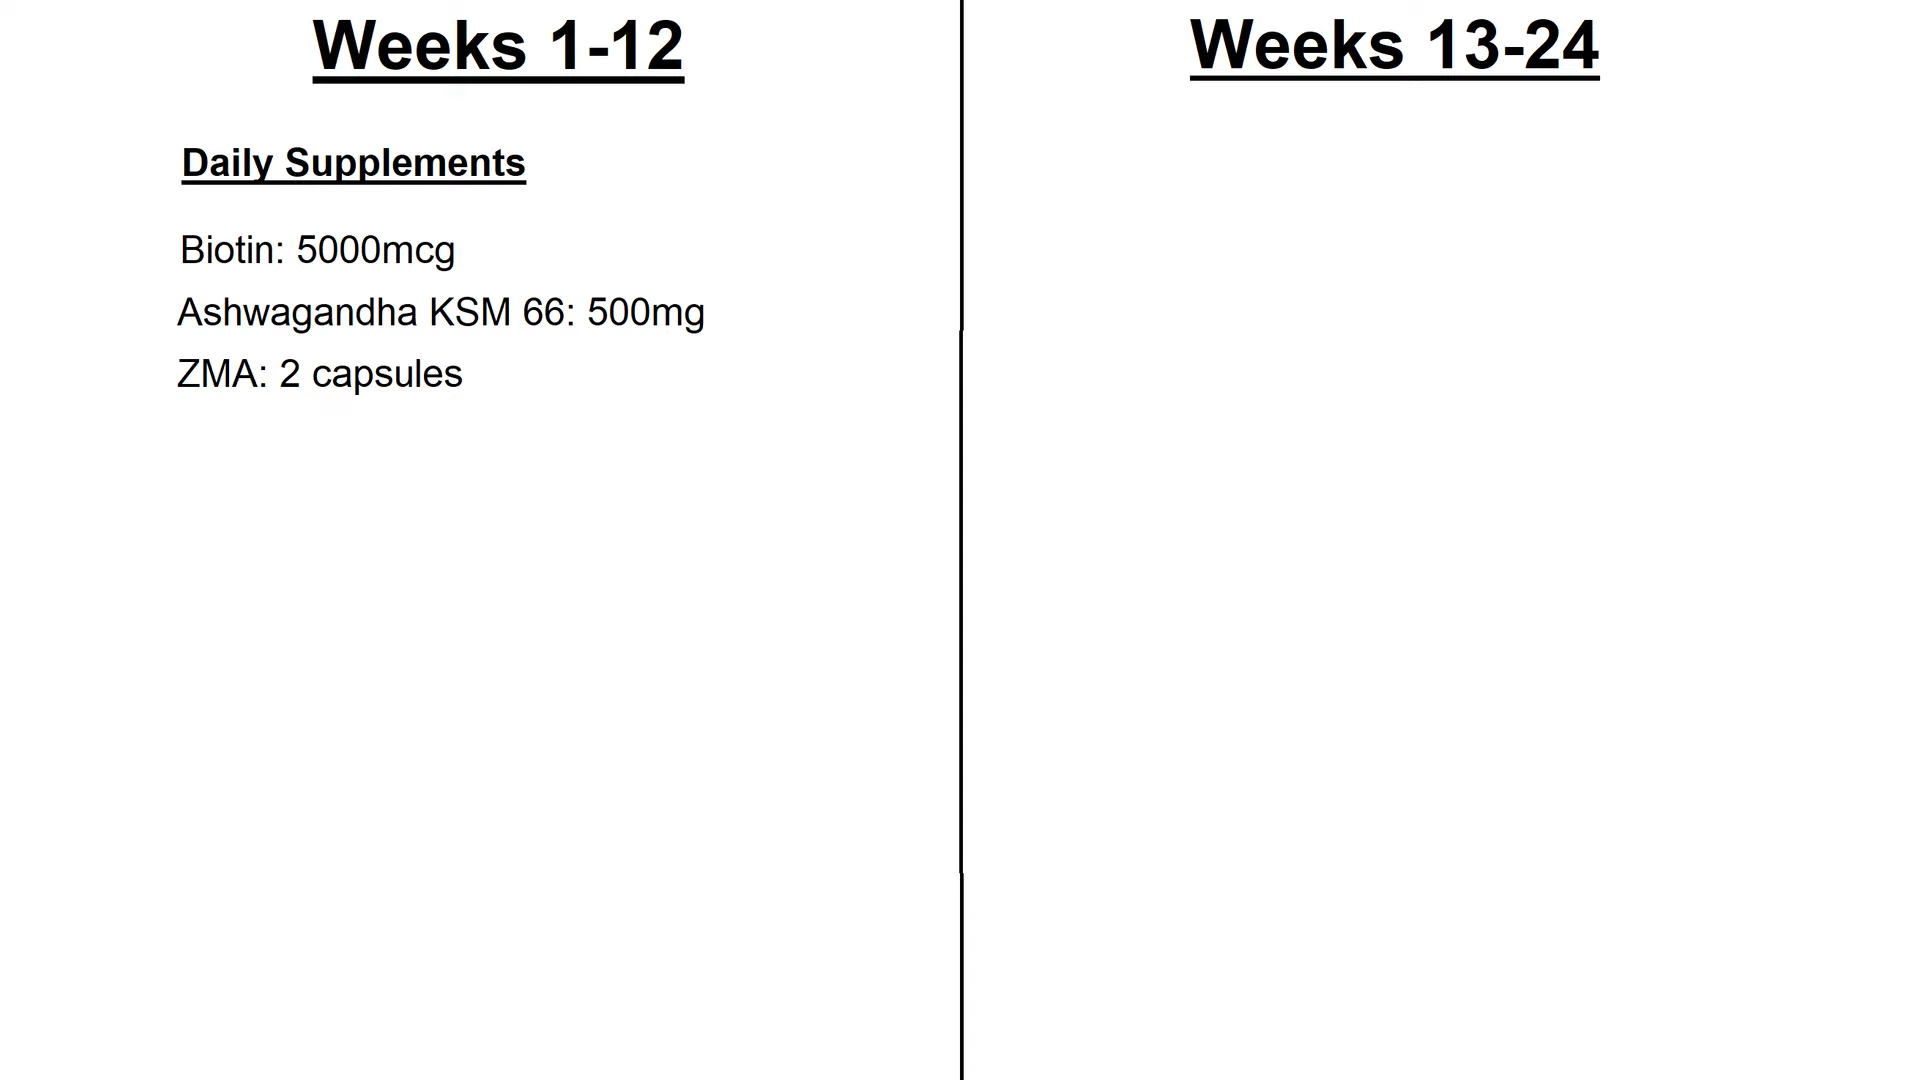 Weeks 1-12
Daily Supplements
Biotin: 5000mcg
Ashwagandha KSM 66: 500mg
ZMA: 2 capsules
Weeks 13-24